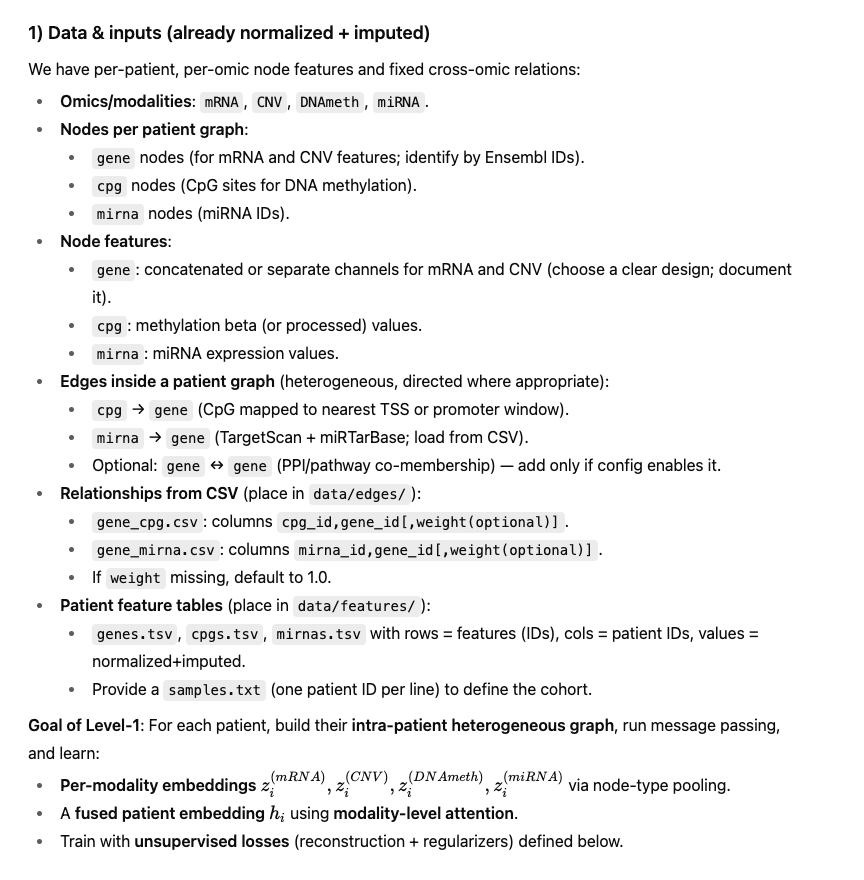 1) Data & inputs (already normalized + imputed)
We have per-patient, per-omic node features and fixed cross-omic relations:
• Omics/modalities: mRNA, CNV, DNAmeth, miRNA.
• Nodes per patient graph:
• gene nodes (for mRNA and CNV features; identify by Ensembl IDs).
• cpg nodes (CpG sites for DNA methylation).
• mirna nodes (miRNA IDs).
• Node features:
• gene: concatenated or separate channels for mRNA and CNV (choose a clear design; document
it).
• cpg: methylation beta (or processed) values.
• mirna: miRNA expression values.
• Edges inside a patient graph (heterogeneous, directed where appropriate):
• cpg → gene (CpG mapped to nearest TSS or promoter window).
• mirna → gene (TargetScan + miRTarBase; load from CSV).
• Optional: gene ↔ gene (PPI/pathway co-membership) — add only if config enables it.
• Relationships from CSV (place in data/edges/):
• gene_cpg.csv: columns cpg_id,gene_id[,weight(optional)].
• gene_mirna.csv: columns mirna_id,gene_id[,weight(optional)].
• If weight missing, default to 1.0.
• Patient feature tables (place in data/features/):
• genes.tsv, cpgs.tsv, mirnas.tsv with rows = features (IDs), cols = patient IDs, values =
normalized+imputed.
• Provide a samples.txt (one patient ID per line) to define the cohort.
Goal of Level-1: For each patient, build their intra-patient heterogeneous graph, run message passing,
and learn:
• Per-modality embeddings z_i^(mRNA), z_i^(CNV), z_i^(DNAmeth), z_i^(miRNA) via node-type pooling.
• A fused patient embedding h_i using modality-level attention.
• Train with unsupervised losses (reconstruction + regularizers) defined below.